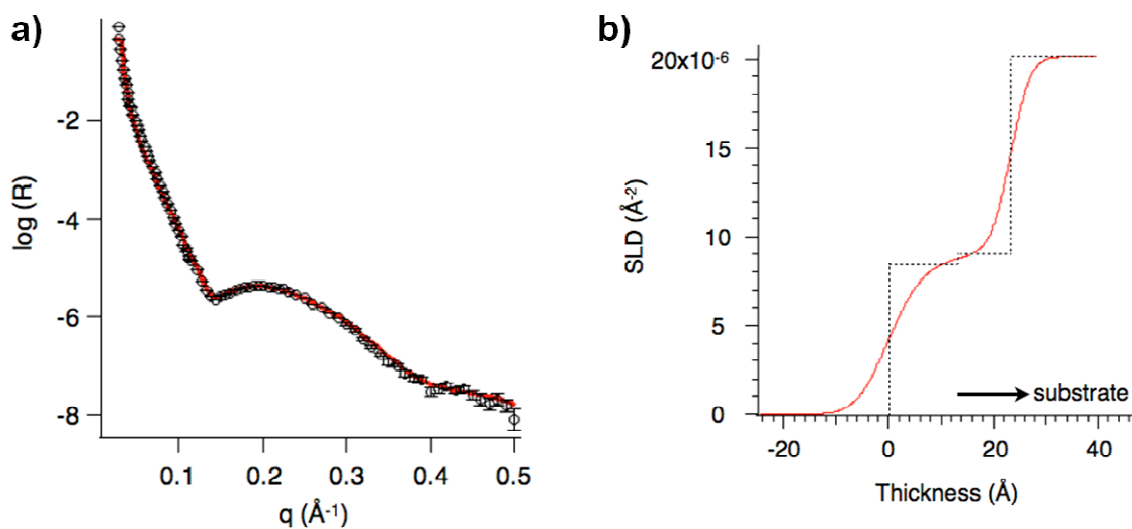 a)
log (R)
-2
-4
-6
-8
0.1 0.2 0.3 0.4 0.5
q (Å-1)
b)
SLD (Å-2)
20x10-6
15
10
5
0
substrate
-20 0 20 40
Thickness (Å)